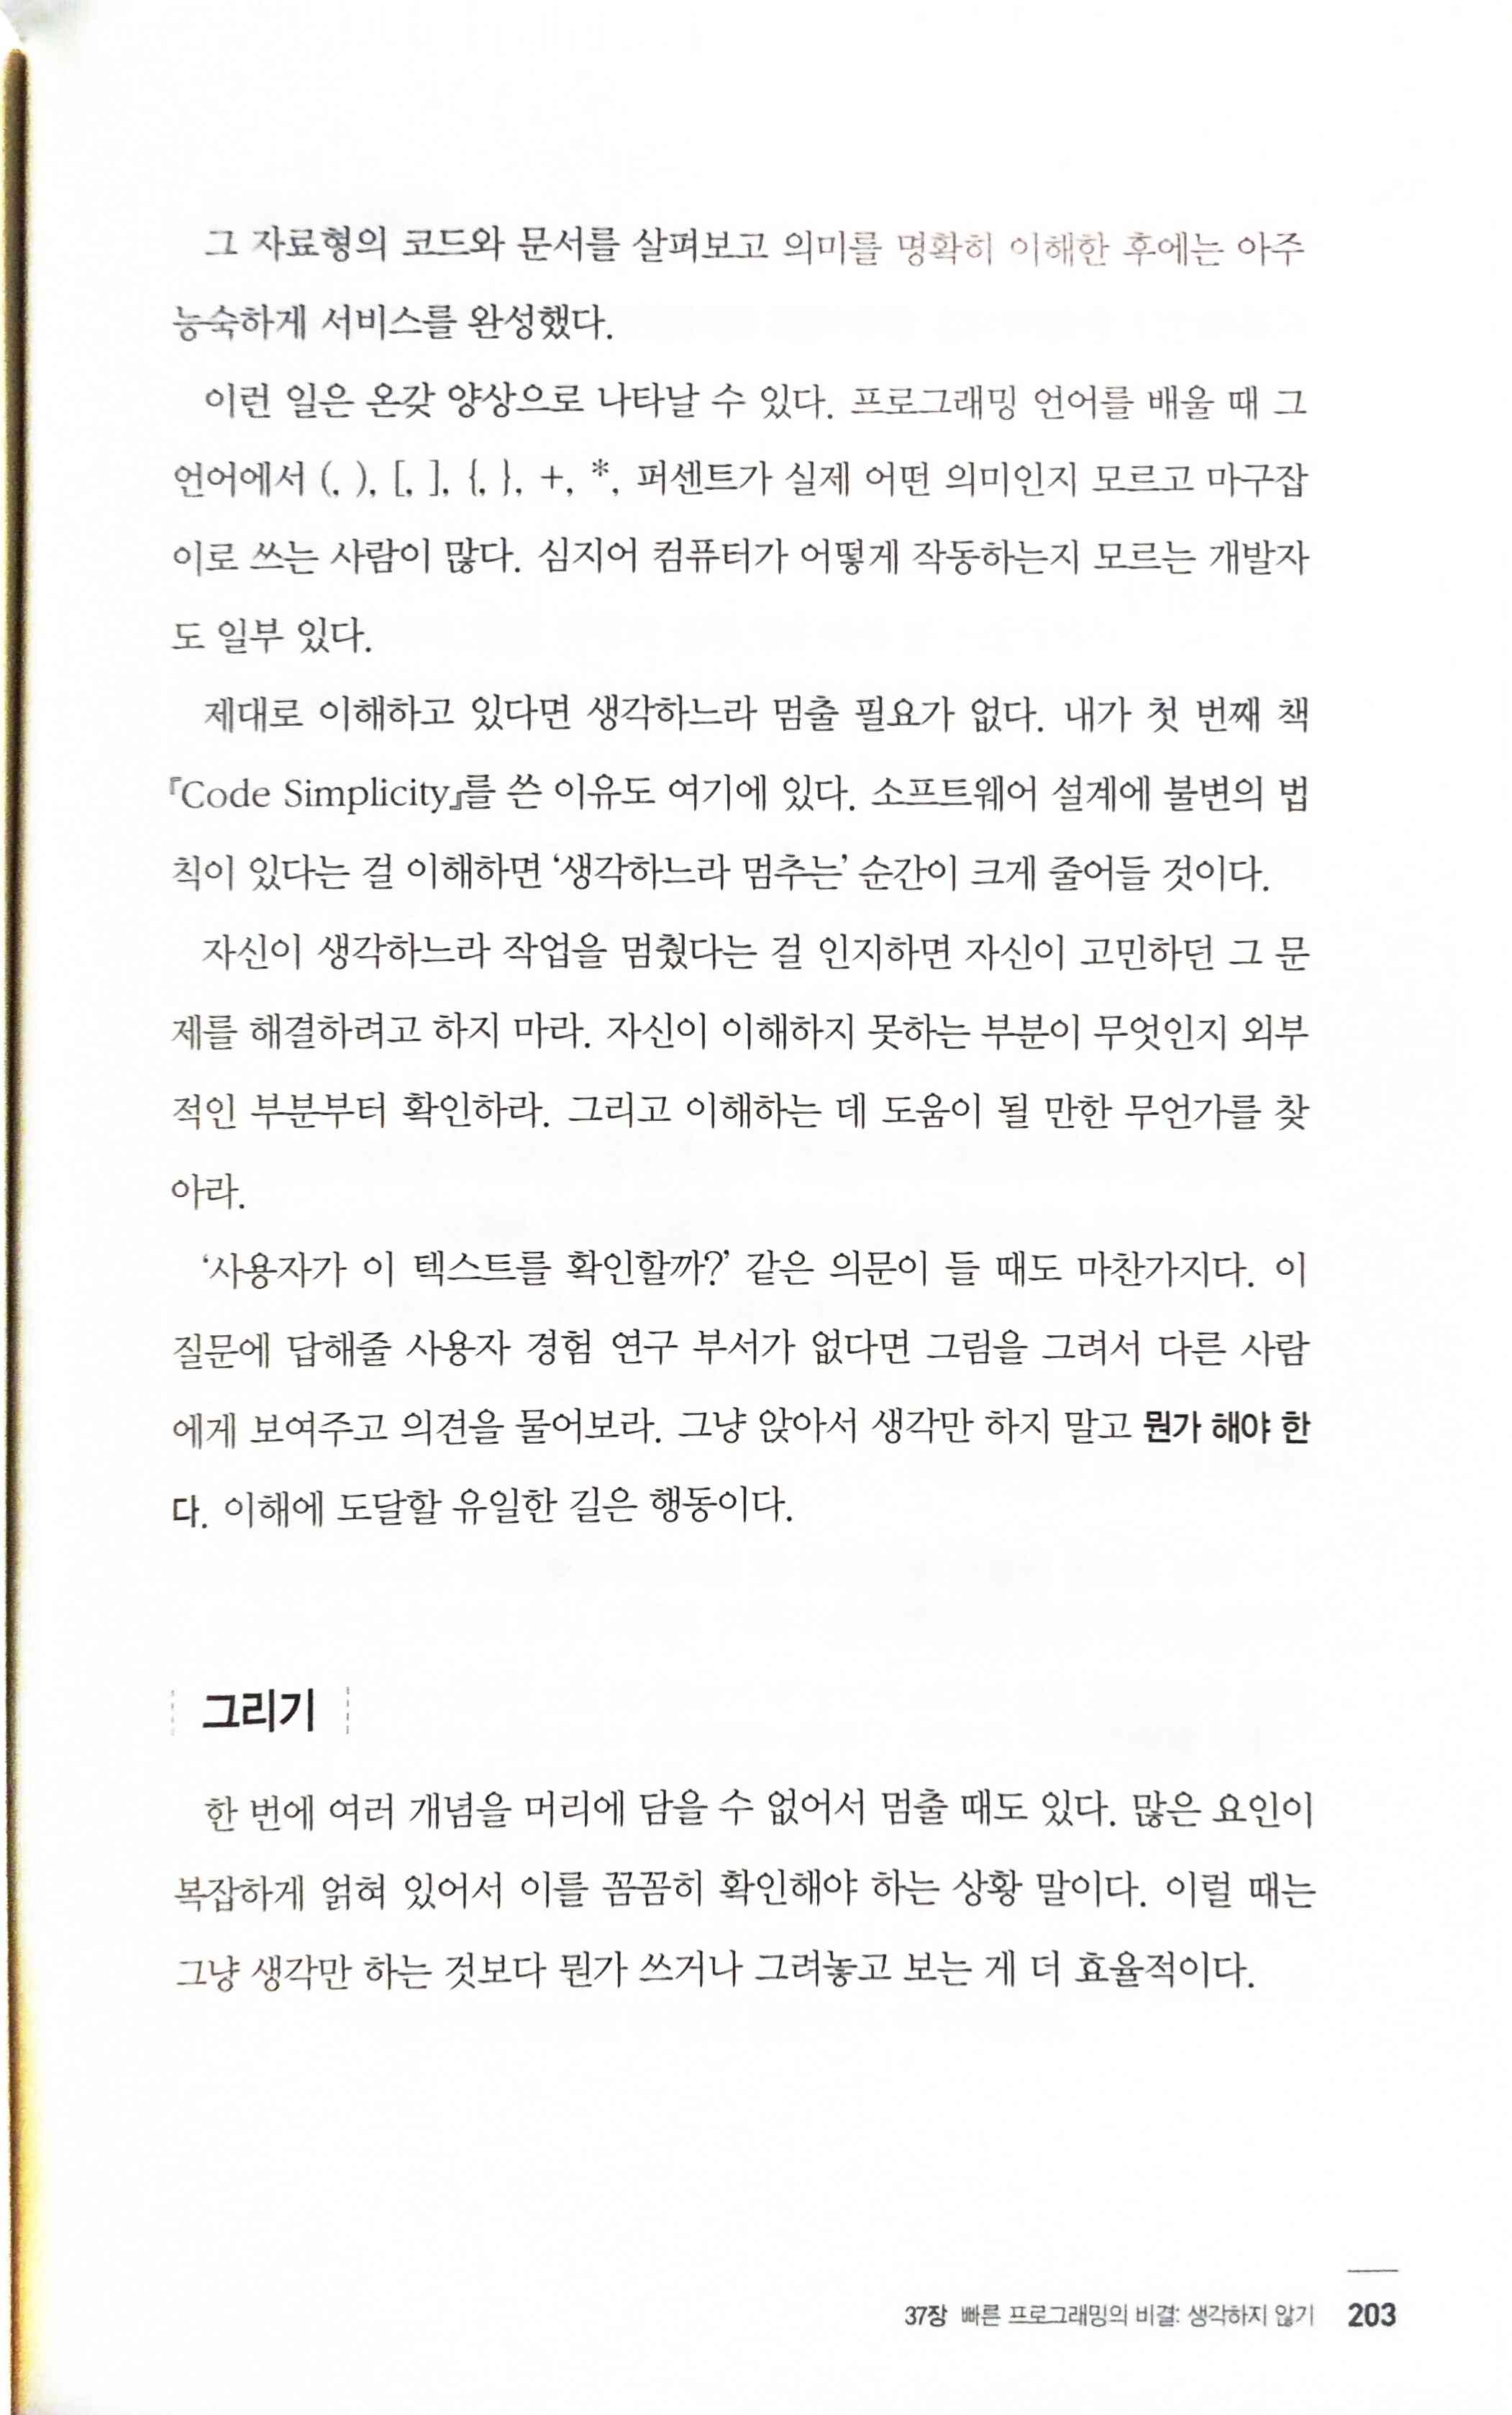 그 자료형의 코드와 문서를 살펴보고 의미를 명확히 이해한 후에는 아주
능숙하게 서비스를 완성했다.
이런 일은 온갖 양상으로 나타날 수 있다. 프로그래밍 언어를 배울 때 그
언어에서 (, ), [, ], {, }, +, *, 퍼센트가 실제 어떤 의미인지 모르고 마구잡
이로 쓰는 사람이 많다. 심지어 컴퓨터가 어떻게 작동하는지 모르는 개발자
도 일부 있다.
제대로 이해하고 있다면 생각하느라 멈출 필요가 없다. 내가 첫 번째 책
『Code Simplicity』를 쓴 이유도 여기에 있다. 소프트웨어 설계에 불변의 법
칙이 있다는 걸 이해하면 ‘생각하느라 멈추는’ 순간이 크게 줄어들 것이다.
자신이 생각하느라 작업을 멈췄다는 걸 인지하면 자신이 고민하던 그 문
제를 해결하려고 하지 마라. 자신이 이해하지 못하는 부분이 무엇인지 외부
적인 부분부터 확인하라. 그리고 이해하는 데 도움이 될 만한 무언가를 찾
아라.
‘사용자가 이 텍스트를 확인할까?’ 같은 의문이 들 때도 마찬가지다. 이
질문에 답해줄 사용자 경험 연구 부서가 없다면 그림을 그려서 다른 사람
에게 보여주고 의견을 물어보라. 그냥 앉아서 생각만 하지 말고 뭔가 해야 한
다. 이해에 도달할 유일한 길은 행동이다.
그리기
한 번에 여러 개념을 머리에 담을 수 없어서 멈출 때도 있다. 많은 요인이
복잡하게 얽혀 있어서 이를 꼼꼼히 확인해야 하는 상황 말이다. 이럴 때는
그냥 생각만 하는 것보다 뭔가 쓰거나 그려놓고 보는 게 더 효율적이다.
37장 빠른 프로그래밍의 비결: 생각하지 않기 203